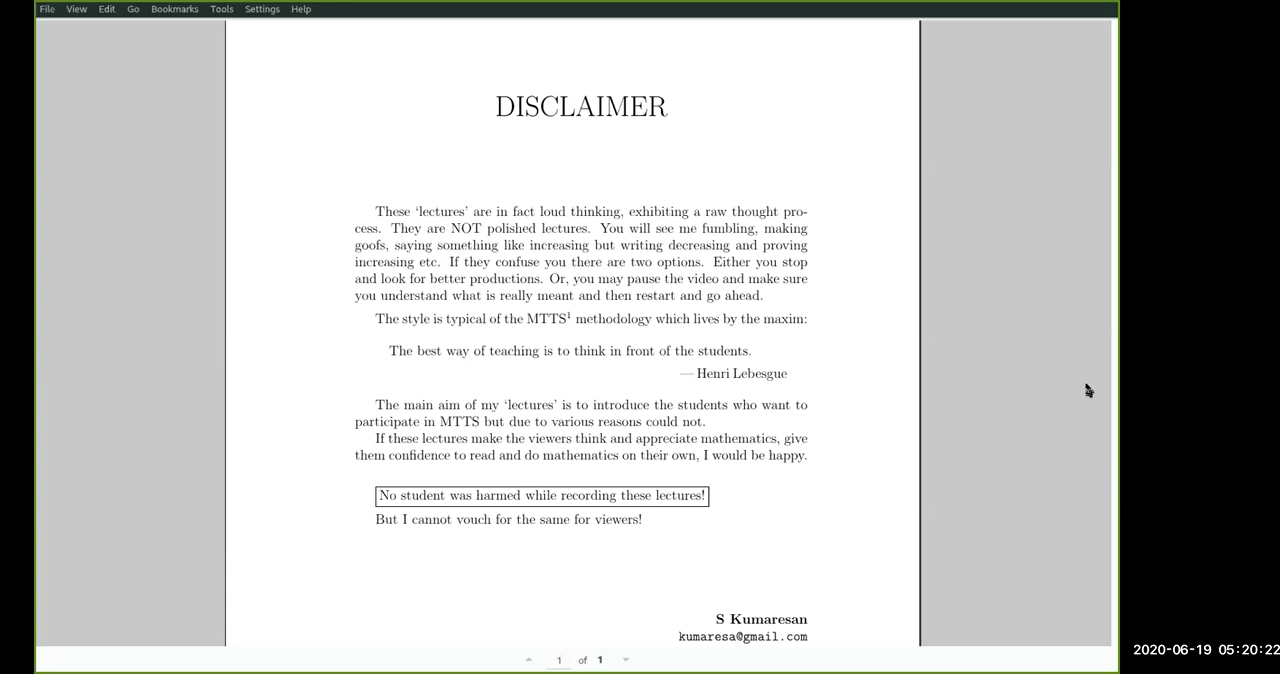 File View Edit Go Bookmarks Tools Settings Help
DISCLAIMER
These ‘lectures’ are in fact loud thinking, exhibiting a raw thought pro-
cess. They are NOT polished lectures. You will see me fumbling, making
goofs, saying something like increasing but writing decreasing and proving
increasing etc. If they confuse you there are two options. Either you stop
and look for better productions. Or, you may pause the video and make sure
you understand what is really meant and then restart and go ahead.
The style is typical of the MTTS¹ methodology which lives by the maxim:
The best way of teaching is to think in front of the students.
— Henri Lebesgue
The main aim of my ‘lectures’ is to introduce the students who want to
participate in MTTS but due to various reasons could not.
If these lectures make the viewers think and appreciate mathematics, give
them confidence to read and do mathematics on their own, I would be happy.
No student was harmed while recording these lectures!
But I cannot vouch for the same for viewers!
S Kumaresan
kumaresa@gmail.com
1 of 1
2020-06-19 05:20:22